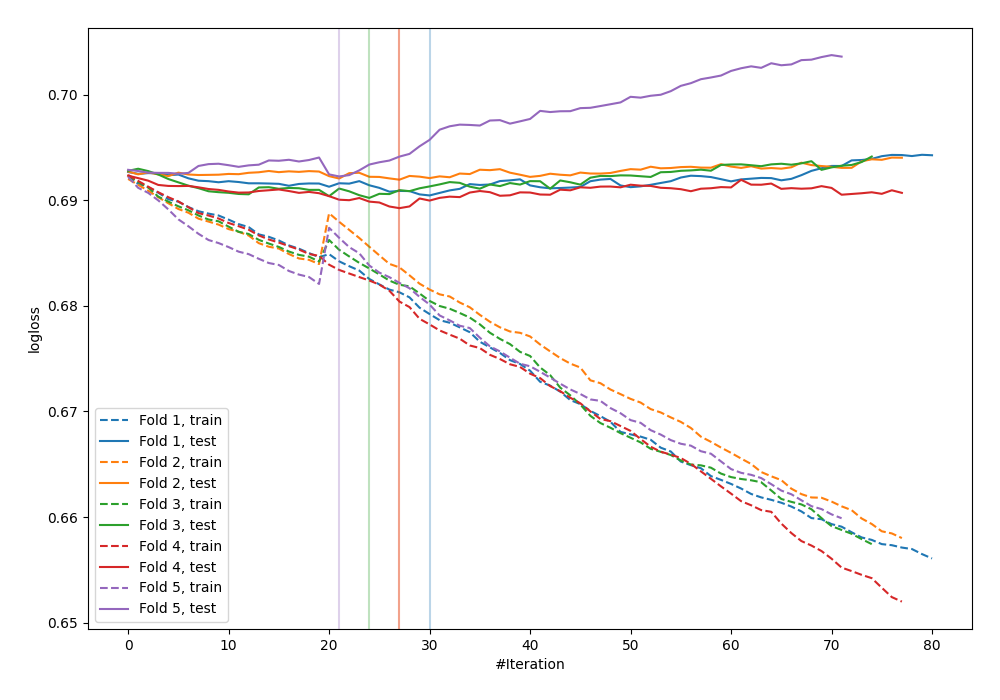 0.70
0.69
0.68
0.67
0.66
0.65
logloss
Fold 1, train
Fold 1, test
Fold 2, train
Fold 2, test
Fold 3, train
Fold 3, test
Fold 4, train
Fold 4, test
Fold 5, train
Fold 5, test
0 10 20 30 40 50 60 70 80
#Iteration